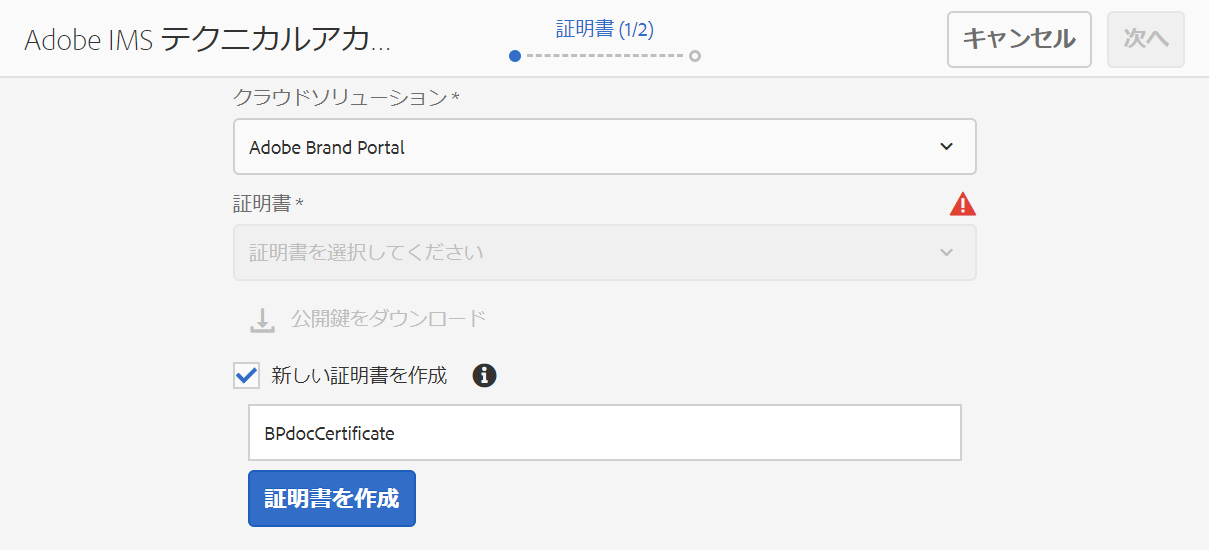 Adobe IMS テクニカルアカ...
証明書 (1/2)
キャンセル
次へ
クラウドソリューション *
Adobe Brand Portal
証明書 *
証明書を選択してください
公開鍵をダウンロード
新しい証明書を作成
BPdocCertificate
証明書を作成